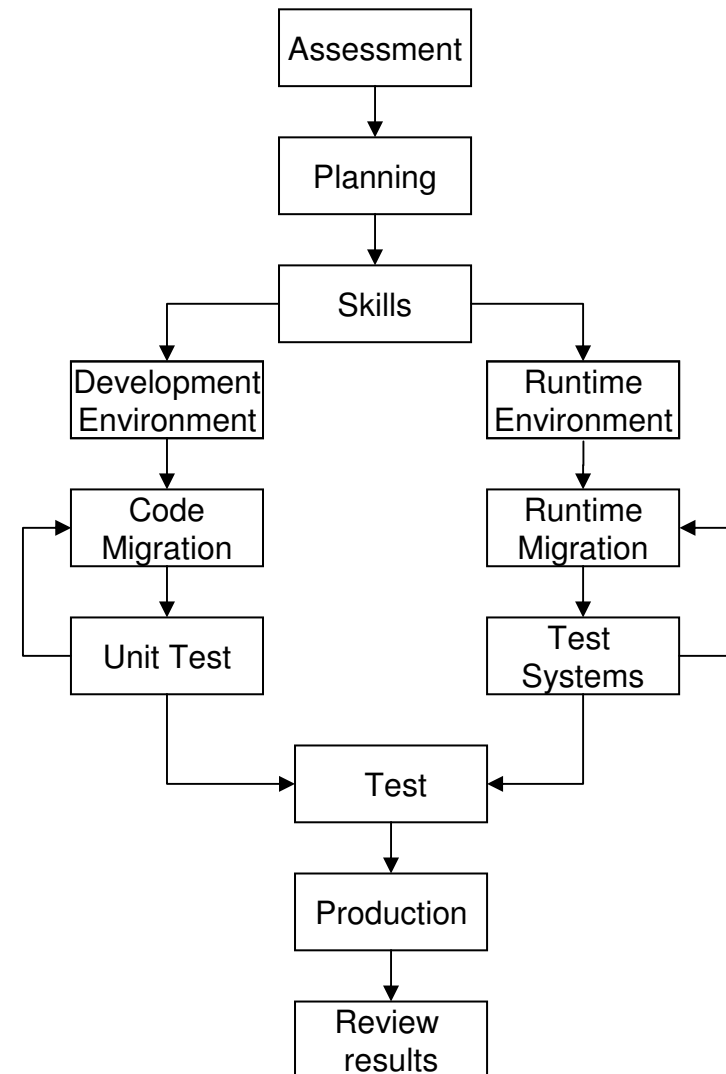 Assessment
Planning
Skills
Development
Environment
Runtime
Environment
Code
Migration
Runtime
Migration
Unit Test
Test
Systems
Test
Production
Review
results